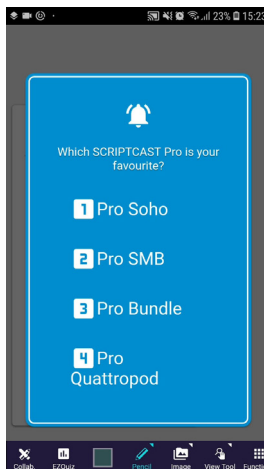 23% 15:23
Which SCRIPTCAST Pro is your
favourite?
1 Pro Soho
2 Pro SMB
3 Pro Bundle
4 Pro
Quattropod
Collab. EZQuiz Pencil Image View Tool Functi